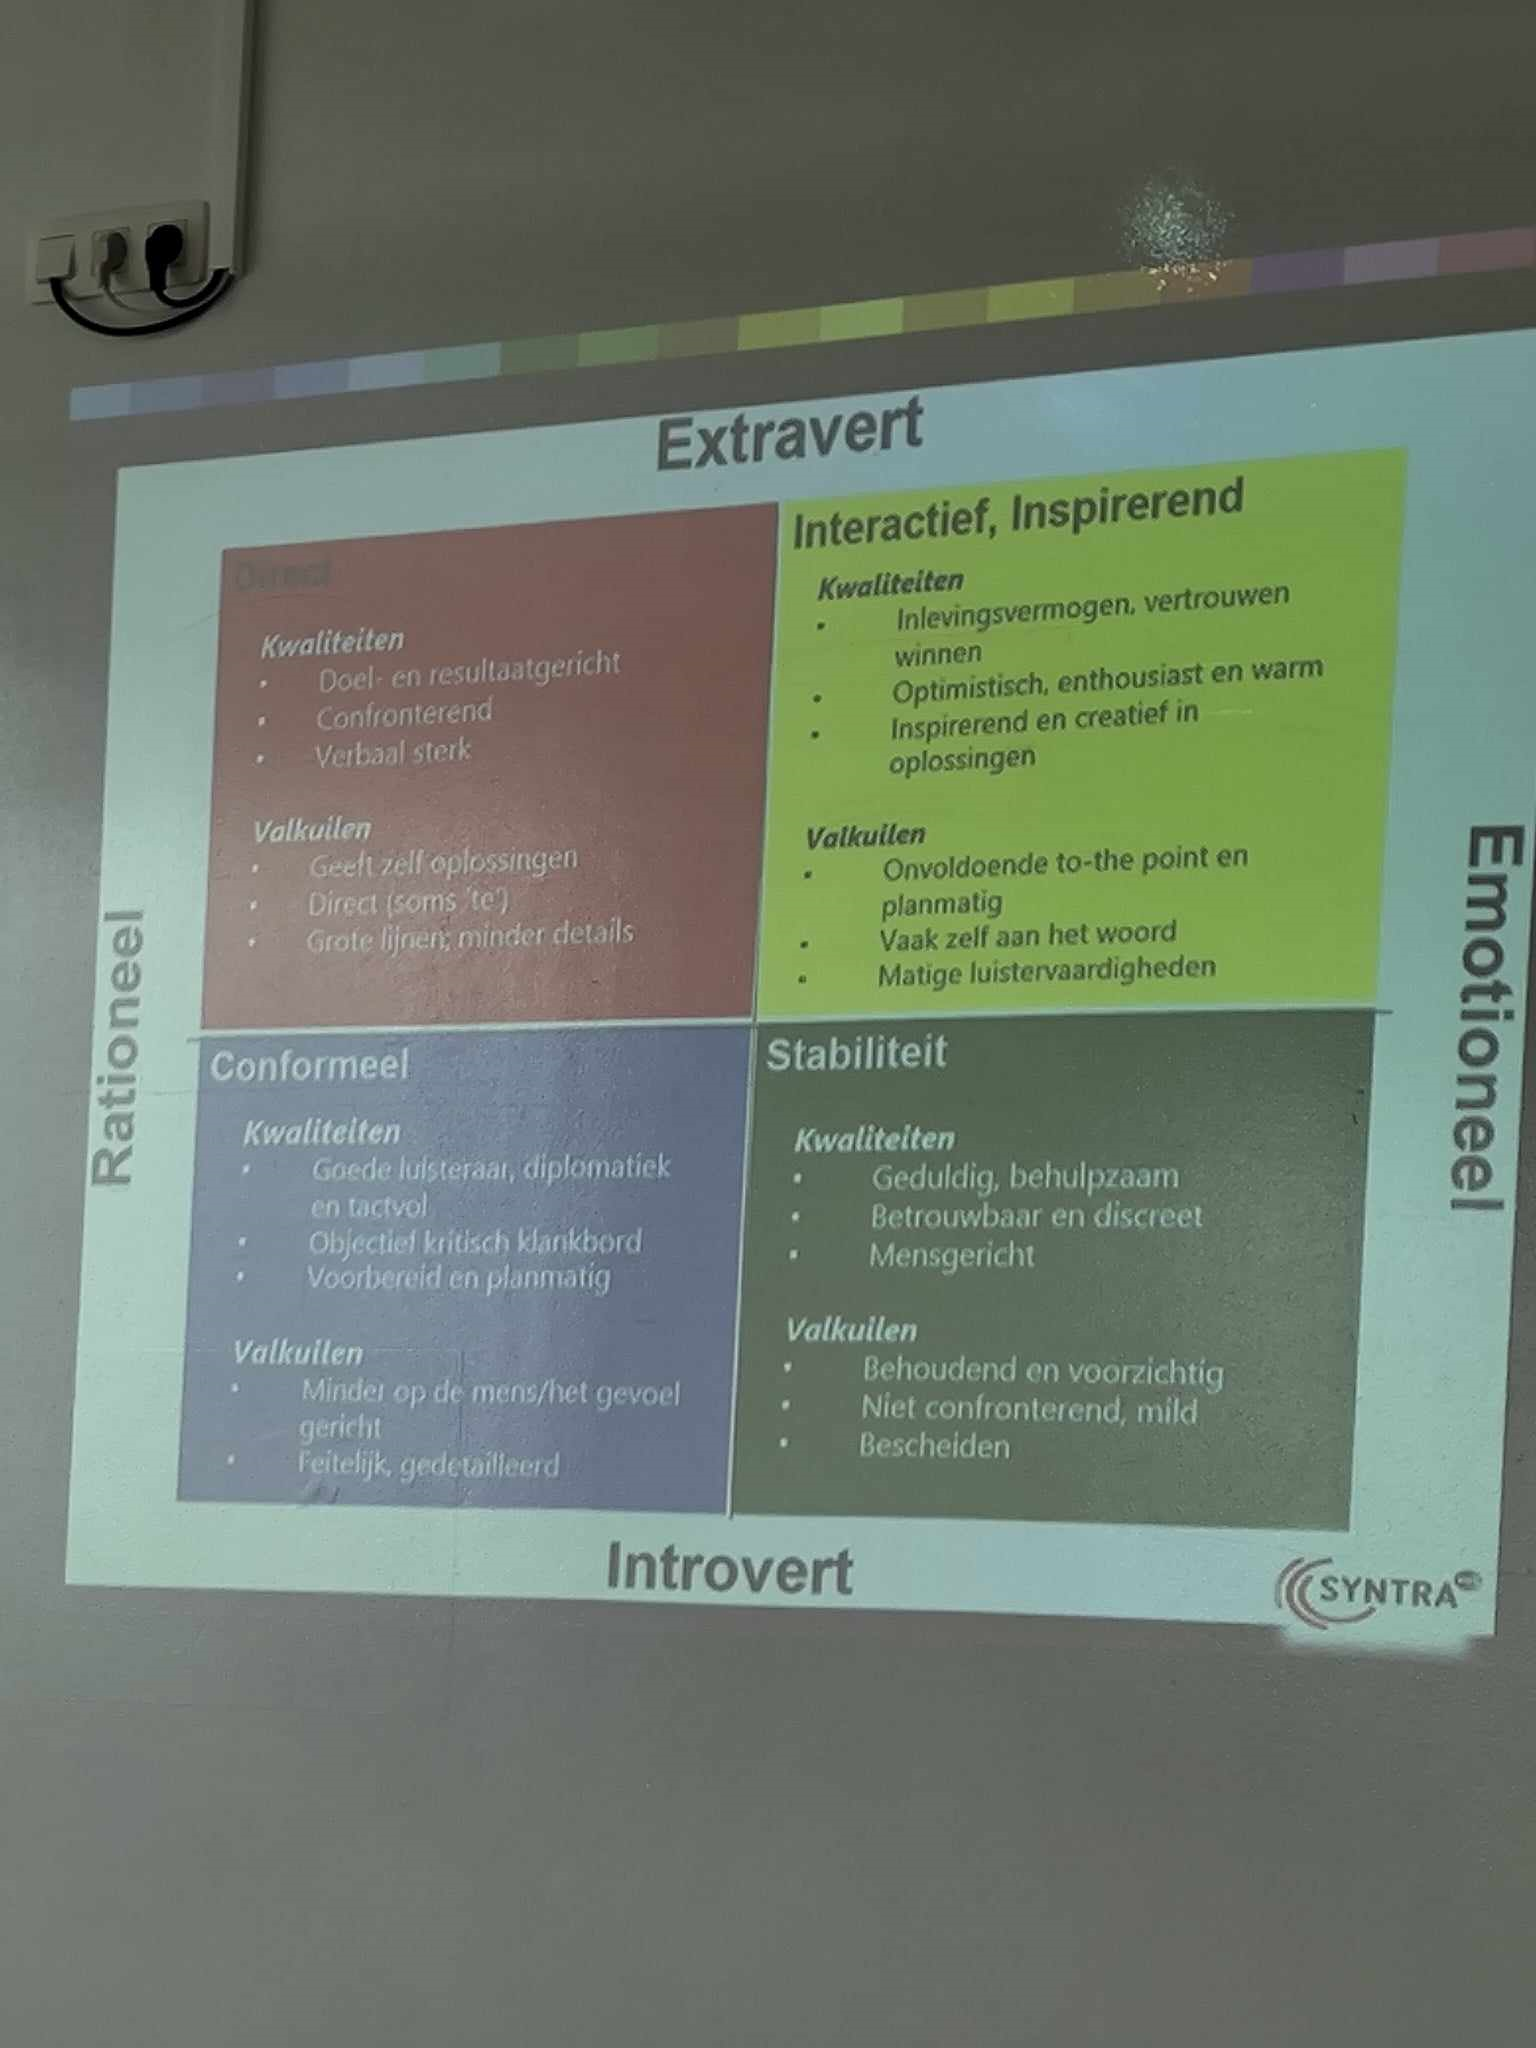 Extravert
Direct
Kwaliteiten
• Doel- en resultaatgericht
• Confronterend
• Verbaal sterk
Valkuilen
• Geeft zelf oplossingen
• Direct (soms 'te')
• Grote lijnen; minder details
Interactief, Inspirerend
Kwaliteiten
• Inlevingsvermogen, vertrouwen
winnen
• Optimistisch, enthousiast en warm
• Inspirerend en creatief in
oplossingen
Valkuilen
• Onvoldoende to-the point en
planmatig
• Vaak zelf aan het woord
• Matige luistervaardigheden
Rationeel
Emotioneel
Conformeel
Kwaliteiten
• Goede luisteraar, diplomatiek
en tactvol
• Objectief kritisch klankbord
• Voorbereid en planmatig
Valkuilen
• Minder op de mens/het gevoel
gericht
• Feitelijk, gedetailleerd
Stabiliteit
Kwaliteiten
• Geduldig, behulpzaam
• Betrouwbaar en discreet
• Mensgericht
Valkuilen
• Behoudend en voorzichtig
• Niet confronterend, mild
• Bescheiden
Introvert
SYNTRA